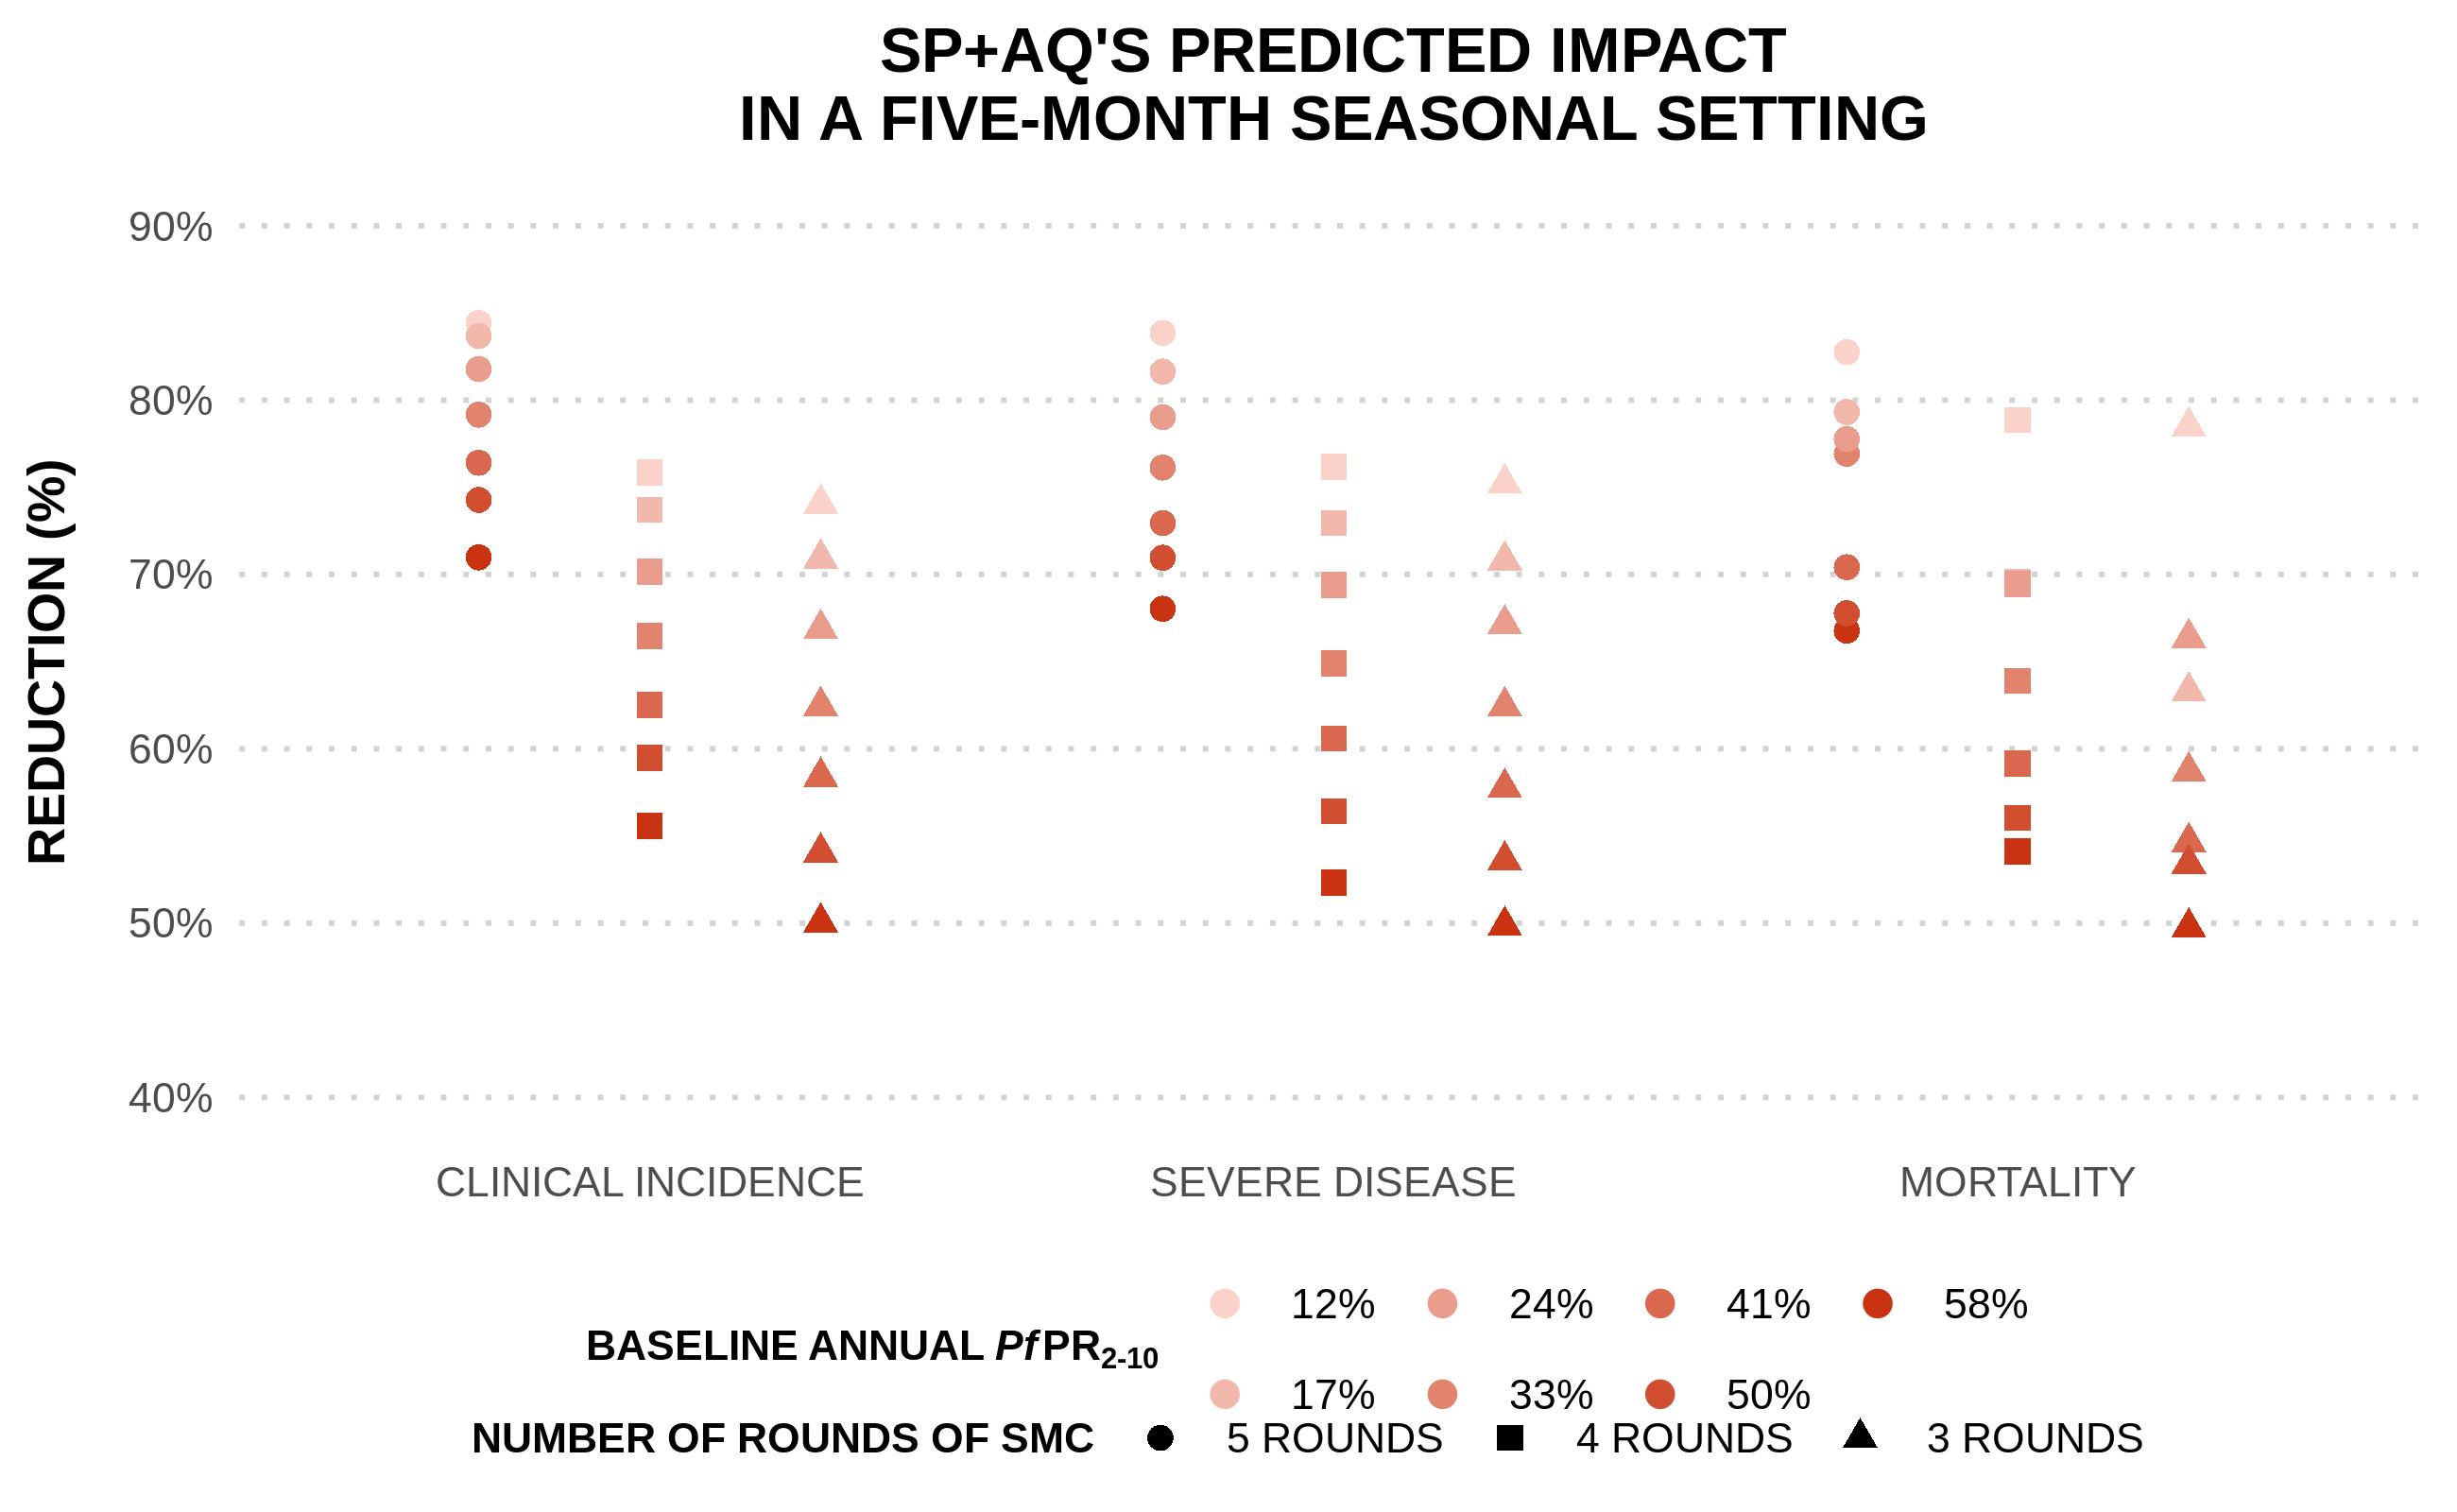 SP+AQ'S PREDICTED IMPACT
IN A FIVE-MONTH SEASONAL SETTING
REDUCTION (%)
90%
80%
70%
60%
50%
40%
CLINICAL INCIDENCE
SEVERE DISEASE
MORTALITY
BASELINE ANNUAL PfPR2-10
12%
24%
41%
58%
17%
33%
50%
NUMBER OF ROUNDS OF SMC
5 ROUNDS
4 ROUNDS
3 ROUNDS